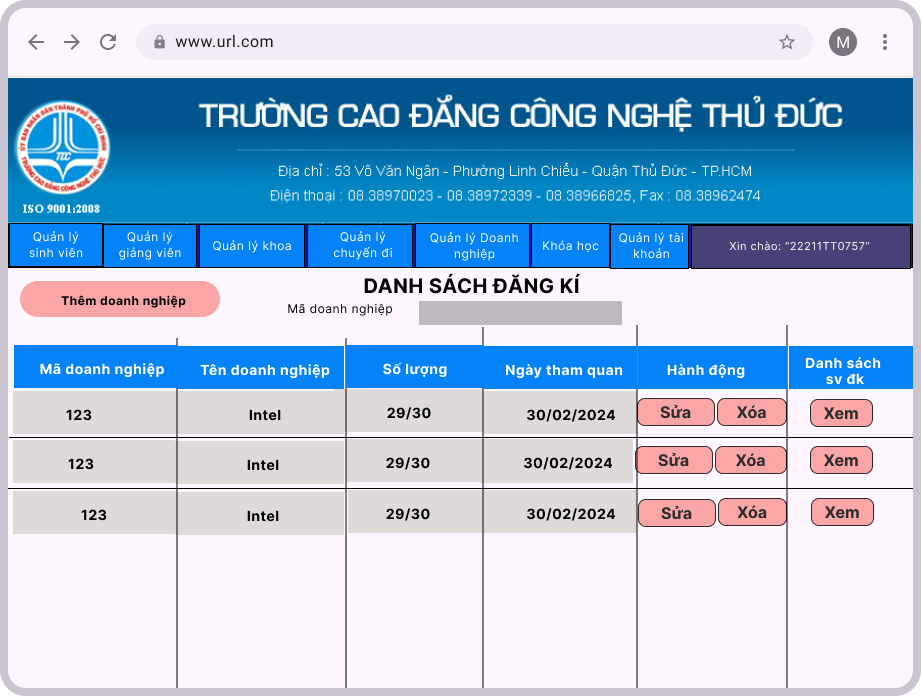 www.url.com
M
ỦY BAN NHÂN DÂN THÀNH PHỐ HỒ CHÍ MINH
TDC
TRƯỜNG CAO ĐẲNG CÔNG NGHỆ THỦ ĐỨC
ISO 9001:2008
TRƯỜNG CAO ĐẲNG CÔNG NGHỆ THỦ ĐỨC
Địa chỉ : 53 Võ Văn Ngân - Phường Linh Chiểu - Quận Thủ Đức - TP.HCM
Điện thoại : 08.38970023 - 08.38972339 - 08.38966825, Fax : 08.38962474
Quản lý
sinh viên
Quản lý
giảng viên
Quản lý khoa
Quản lý
chuyến đi
Quản lý Doanh
nghiệp
Khóa học
Quản lý tài
khoản
Xin chào: "22211TT0757"
Thêm doanh nghiệp
DANH SÁCH ĐĂNG KÍ
Mã doanh nghiệp
Mã doanh nghiệp Tên doanh nghiệp Số lượng Ngày tham quan Hành động Danh sách
sv đk
123 Intel 29/30 30/02/2024 Sửa Xóa Xem
123 Intel 29/30 30/02/2024 Sửa Xóa Xem
123 Intel 29/30 30/02/2024 Sửa Xóa Xem